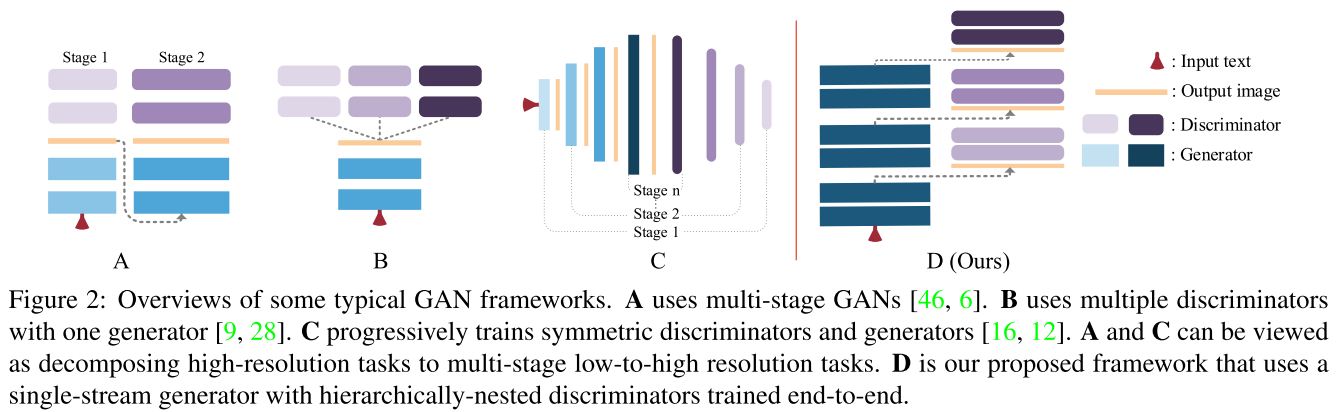 Stage 1
Stage 2
A
B
Stage n
Stage 2
Stage 1
C
D (Ours)
: Input text
: Output image
: Discriminator
: Generator
Figure 2: Overviews of some typical GAN frameworks. A uses multi-stage GANs [46, 6]. B uses multiple discriminators
with one generator [9, 28]. C progressively trains symmetric discriminators and generators [16, 12]. A and C can be viewed
as decomposing high-resolution tasks to multi-stage low-to-high resolution tasks. D is our proposed framework that uses a
single-stream generator with hierarchically-nested discriminators trained end-to-end.